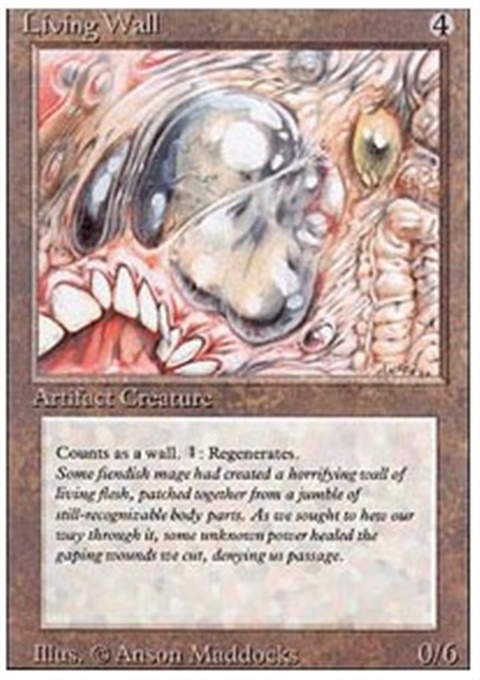 Living Wall 4
Artifact Creature
Counts as a wall. 1: Regenerates.
Some fiendish mage had created a horrifying wall of
living flesh, patched together from a jumble of
still-recognizable body parts. As we sought to hew our
way through it, some unknown power healed the
gaping wounds we cut, denying us passage.
Illus. © Anson Maddocks 0/6